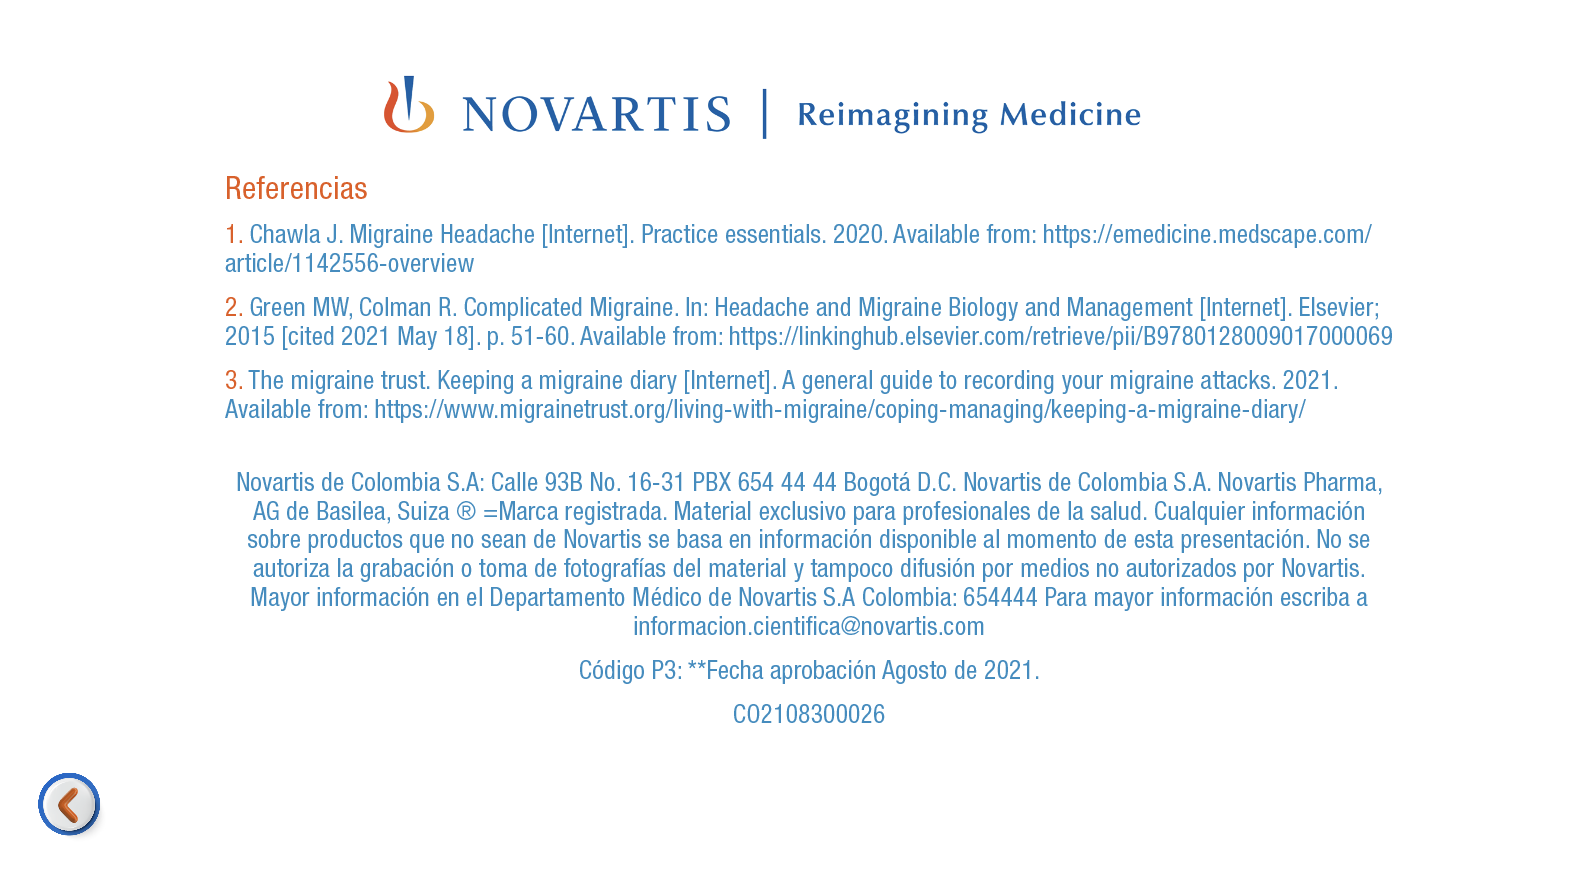 NOVARTIS | Reimagining Medicine
Referencias
1. Chawla J. Migraine Headache [Internet]. Practice essentials. 2020. Available from: https://emedicine.medscape.com/
article/1142556-overview
2. Green MW, Colman R. Complicated Migraine. In: Headache and Migraine Biology and Management [Internet]. Elsevier;
2015 [cited 2021 May 18]. p. 51-60. Available from: https://linkinghub.elsevier.com/retrieve/pii/B9780128009017000069
3. The migraine trust. Keeping a migraine diary [Internet]. A general guide to recording your migraine attacks. 2021.
Available from: https://www.migrainetrust.org/living-with-migraine/coping-managing/keeping-a-migraine-diary/
Novartis de Colombia S.A: Calle 93B No. 16-31 PBX 654 44 44 Bogotá D.C. Novartis de Colombia S.A. Novartis Pharma,
AG de Basilea, Suiza ® =Marca registrada. Material exclusivo para profesionales de la salud. Cualquier información
sobre productos que no sean de Novartis se basa en información disponible al momento de esta presentación. No se
autoriza la grabación o toma de fotografías del material y tampoco difusión por medios no autorizados por Novartis.
Mayor información en el Departamento Médico de Novartis S.A Colombia: 654444 Para mayor información escriba a
informacion.cientifica@novartis.com
Código P3: **Fecha aprobación Agosto de 2021.
CO2108300026